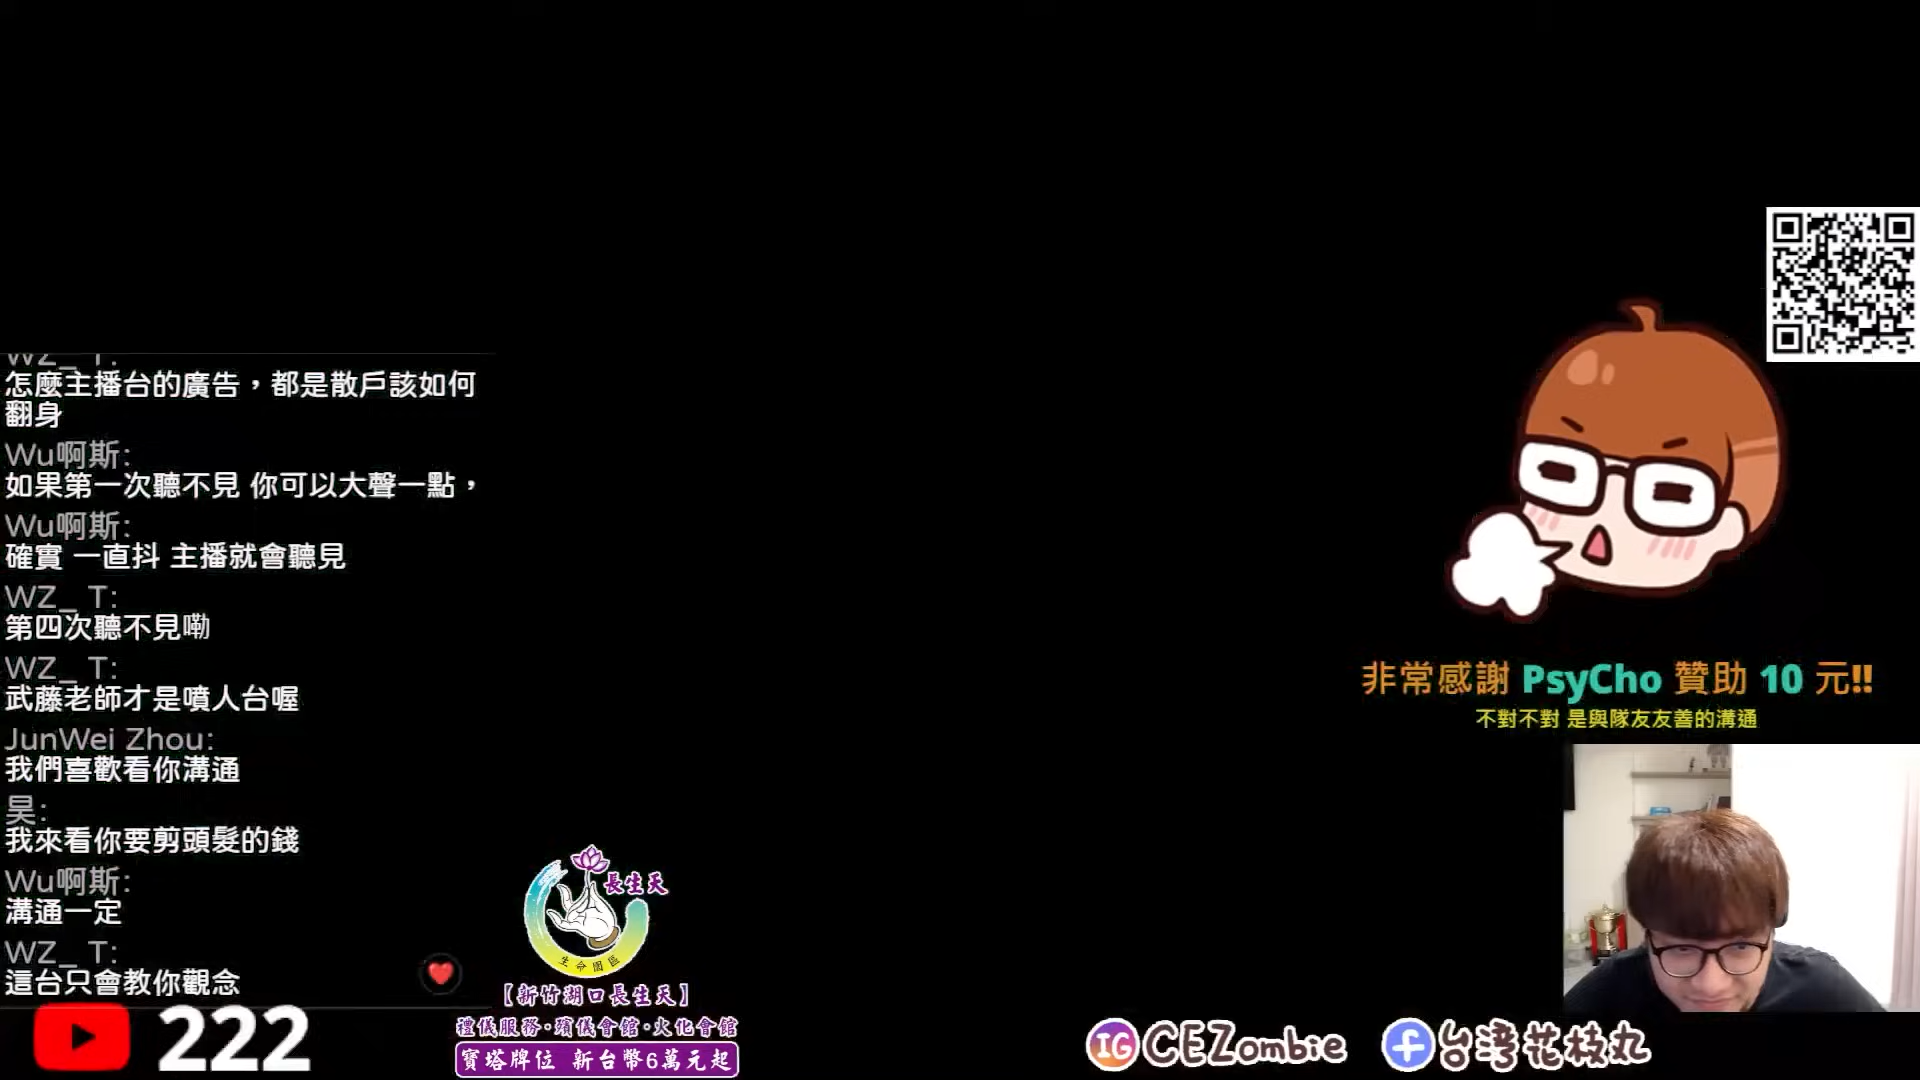 WZ_ T:
怎麼主播台的廣告，都是散戶該如何
翻身
Wu啊斯:
如果第一次聽不見 你可以大聲一點，
Wu啊斯:
確實 一直抖 主播就會聽見
WZ_ T:
第四次聽不見嘞
WZ_ T:
武藤老師才是噴人台喔
JunWei Zhou:
我們喜歡看你溝通
昊:
我來看你要剪頭髮的錢
Wu啊斯:
溝通一定
WZ_ T:
這台只會教你觀念
222
長生天
生命園區
【新竹湖口長生天】
禮儀服務·殯儀會館·火化會館
寶塔牌位 新台幣6萬元起
非常感謝 PsyCho 贊助 10 元!!
不對不對 是與隊友友善的溝通
IG CEZombie
f 台灣花枝丸